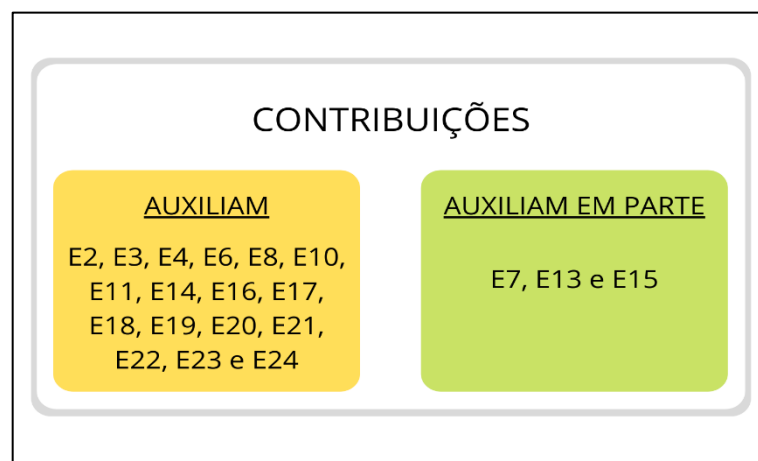 CONTRIBUIÇÕES
AUXILIAM
E2, E3, E4, E6, E8, E10,
E11, E14, E16, E17,
E18, E19, E20, E21,
E22, E23 e E24
AUXILIAM EM PARTE
E7, E13 e E15